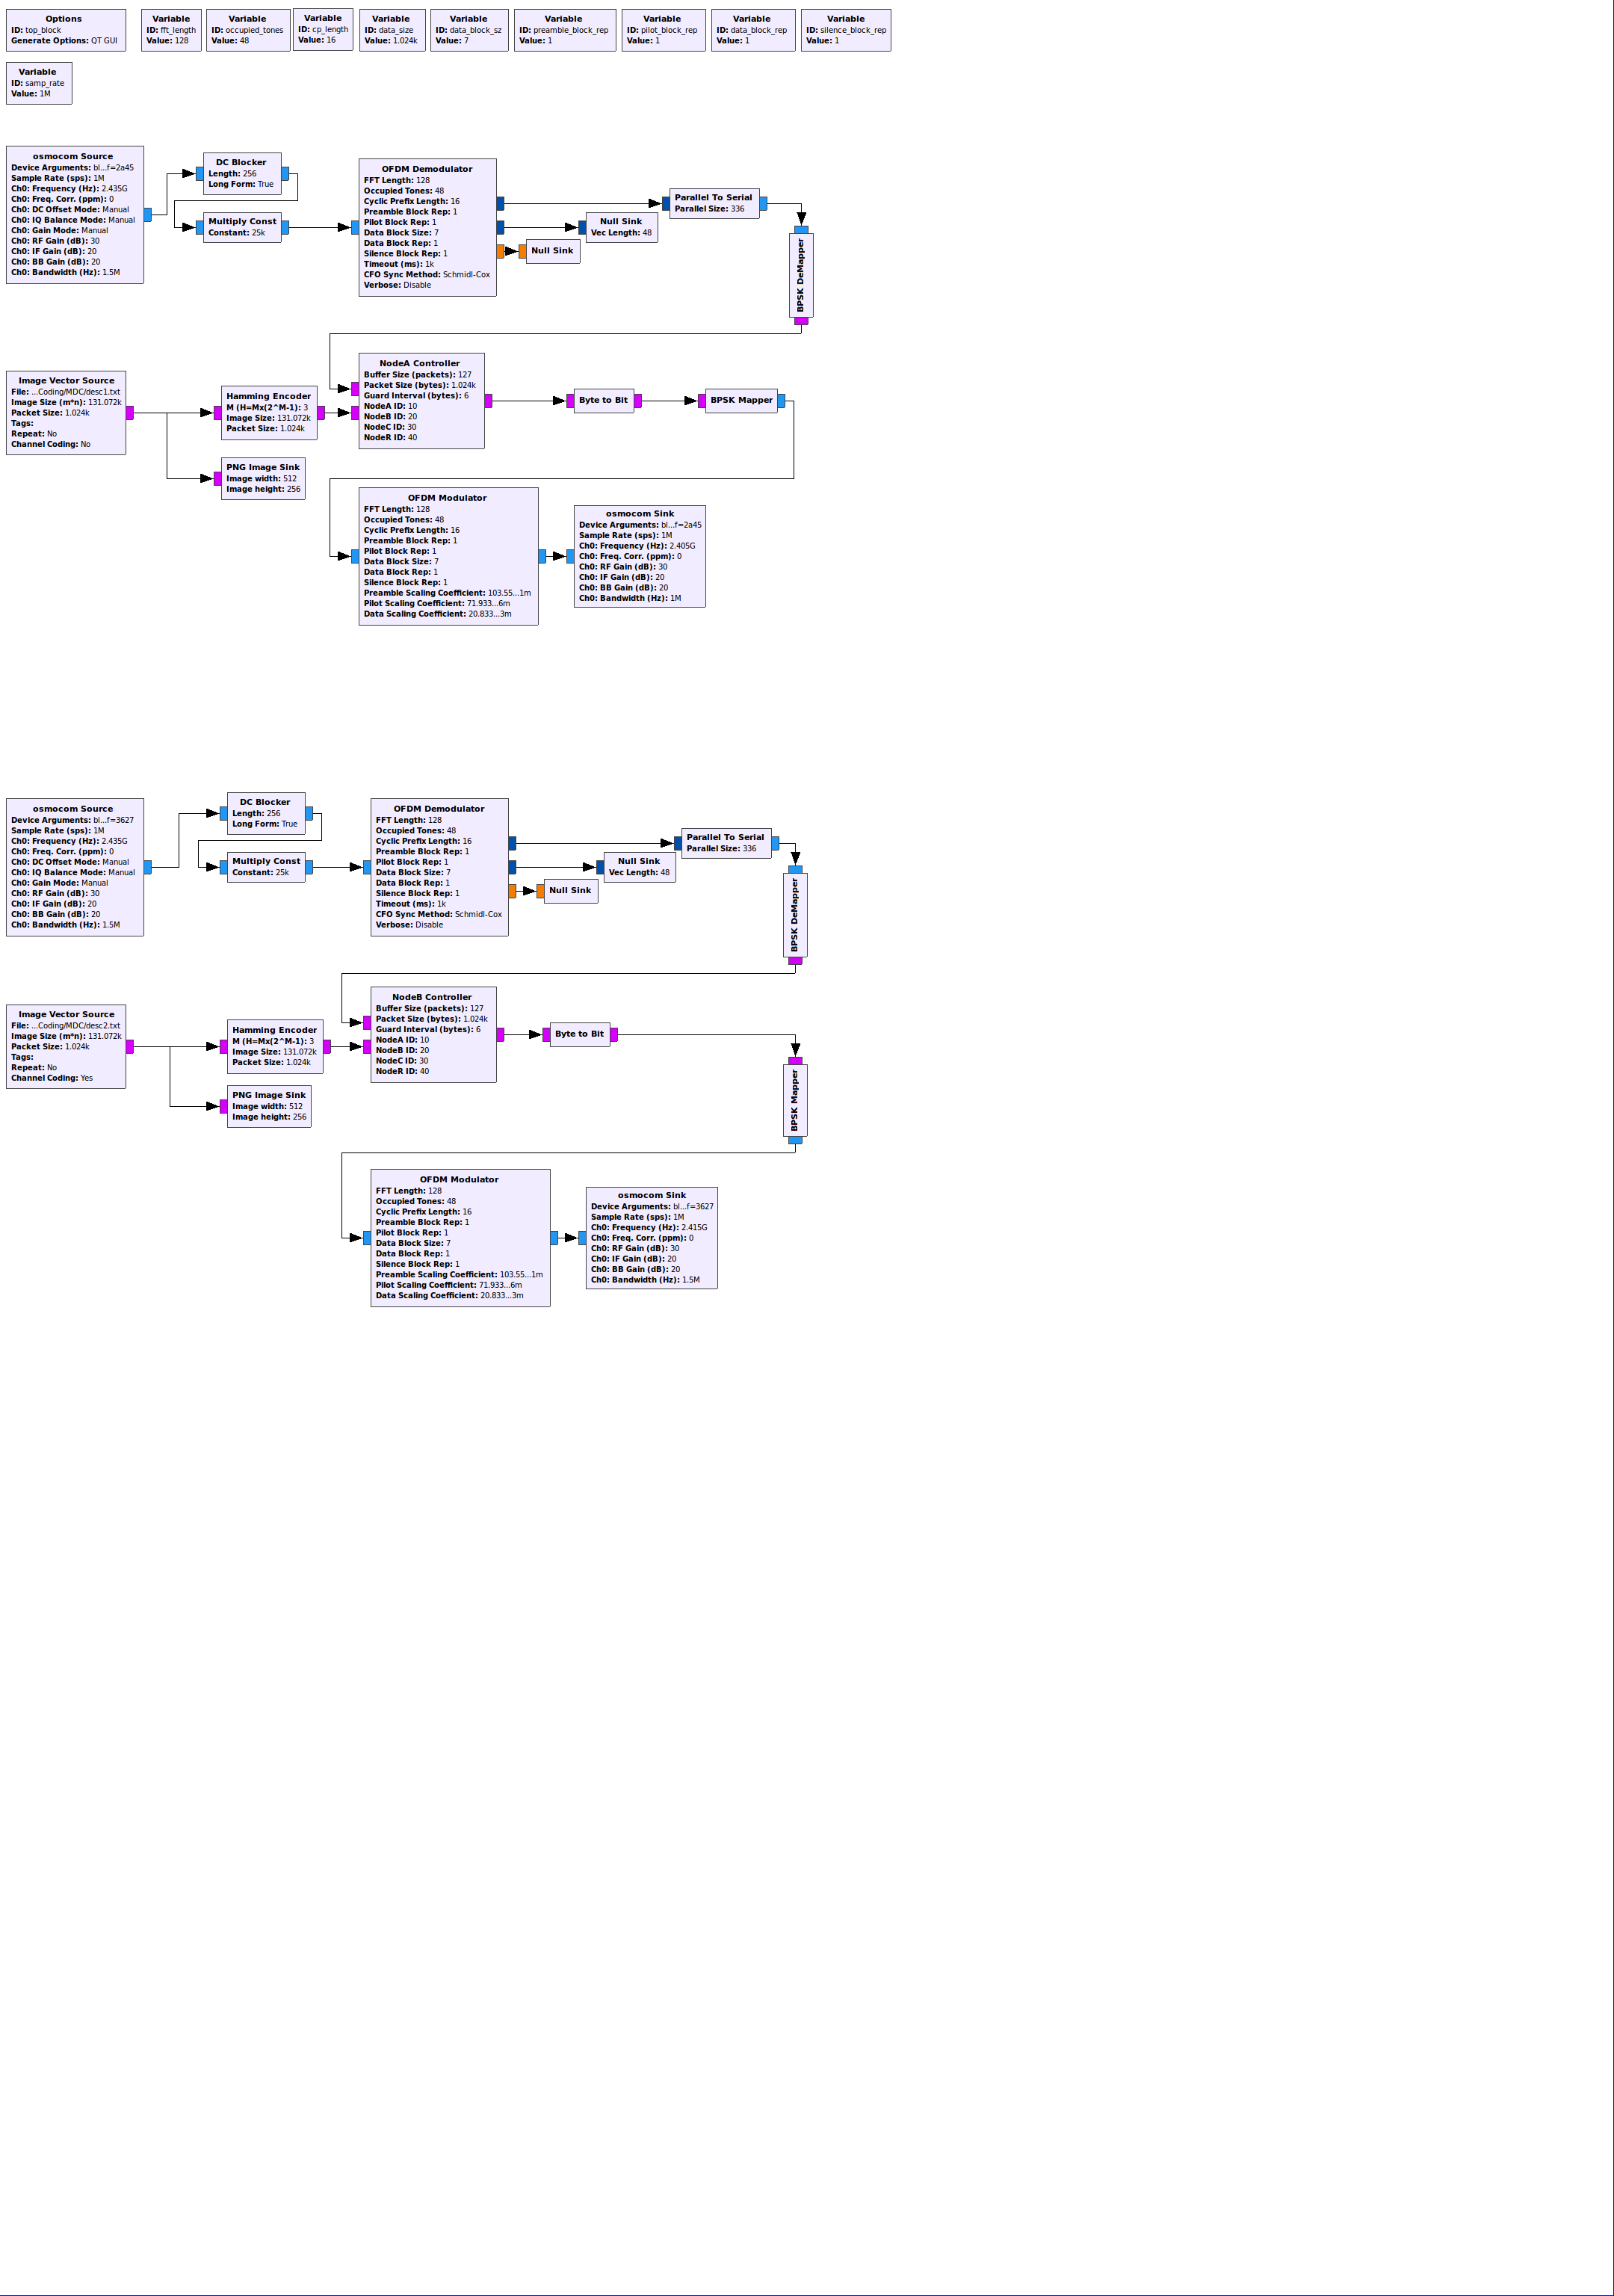 Options
ID: top_block
Generate Options: QT GUI
Variable
ID: fft_length
Value: 128
Variable
ID: occupied_tones
Value: 48
Variable
ID: cp_length
Value: 16
Variable
ID: data_size
Value: 1.024k
Variable
ID: data_block_sz
Value: 7
Variable
ID: preamble_block_rep
Value: 1
Variable
ID: pilot_block_rep
Value: 1
Variable
ID: data_block_rep
Value: 1
Variable
ID: silence_block_rep
Value: 1
Variable
ID: samp_rate
Value: 1M
osmocom Source
Device Arguments: bl...f=2a45
Sample Rate (sps): 1M
Ch0: Frequency (Hz): 2.435G
Ch0: Freq. Corr. (ppm): 0
Ch0: DC Offset Mode: Manual
Ch0: IQ Balance Mode: Manual
Ch0: Gain Mode: Manual
Ch0: RF Gain (dB): 30
Ch0: IF Gain (dB): 20
Ch0: BB Gain (dB): 20
Ch0: Bandwidth (Hz): 1.5M
DC Blocker
Length: 256
Long Form: True
Multiply Const
Constant: 25k
OFDM Demodulator
FFT Length: 128
Occupied Tones: 48
Cyclic Prefix Length: 16
Preamble Block Rep: 1
Pilot Block Rep: 1
Data Block Size: 7
Data Block Rep: 1
Silence Block Rep: 1
Timeout (ms): 1k
CFO Sync Method: Schmidl-Cox
Verbose: Disable
Parallel To Serial
Parallel Size: 336
Null Sink
Vec Length: 48
Null Sink
BPSK DeMapper
Image Vector Source
File: ...Coding/MDC/desc1.txt
Image Size (m*n): 131.072k
Packet Size: 1.024k
Tags:
Repeat: No
Channel Coding: No
Hamming Encoder
M (H=Mx(2^M-1): 3
Image Size: 131.072k
Packet Size: 1.024k
PNG Image Sink
Image width: 512
Image height: 256
NodeA Controller
Buffer Size (packets): 127
Packet Size (bytes): 1.024k
Guard Interval (bytes): 6
NodeA ID: 10
NodeB ID: 20
NodeC ID: 30
NodeR ID: 40
Byte to Bit
BPSK Mapper
OFDM Modulator
FFT Length: 128
Occupied Tones: 48
Cyclic Prefix Length: 16
Preamble Block Rep: 1
Pilot Block Rep: 1
Data Block Size: 7
Data Block Rep: 1
Silence Block Rep: 1
Preamble Scaling Coefficient: 103.55...1m
Pilot Scaling Coefficient: 71.933...6m
Data Scaling Coefficient: 20.833...3m
osmocom Sink
Device Arguments: bl...f=2a45
Sample Rate (sps): 1M
Ch0: Frequency (Hz): 2.405G
Ch0: Freq. Corr. (ppm): 0
Ch0: RF Gain (dB): 30
Ch0: IF Gain (dB): 20
Ch0: BB Gain (dB): 20
Ch0: Bandwidth (Hz): 1M
osmocom Source
Device Arguments: bl...f=3627
Sample Rate (sps): 1M
Ch0: Frequency (Hz): 2.435G
Ch0: Freq. Corr. (ppm): 0
Ch0: DC Offset Mode: Manual
Ch0: IQ Balance Mode: Manual
Ch0: Gain Mode: Manual
Ch0: RF Gain (dB): 30
Ch0: IF Gain (dB): 20
Ch0: BB Gain (dB): 20
Ch0: Bandwidth (Hz): 1.5M
DC Blocker
Length: 256
Long Form: True
Multiply Const
Constant: 25k
OFDM Demodulator
FFT Length: 128
Occupied Tones: 48
Cyclic Prefix Length: 16
Preamble Block Rep: 1
Pilot Block Rep: 1
Data Block Size: 7
Data Block Rep: 1
Silence Block Rep: 1
Timeout (ms): 1k
CFO Sync Method: Schmidl-Cox
Verbose: Disable
Parallel To Serial
Parallel Size: 336
Null Sink
Vec Length: 48
Null Sink
BPSK DeMapper
Image Vector Source
File: ...Coding/MDC/desc2.txt
Image Size (m*n): 131.072k
Packet Size: 1.024k
Tags:
Repeat: No
Channel Coding: Yes
Hamming Encoder
M (H=Mx(2^M-1): 3
Image Size: 131.072k
Packet Size: 1.024k
PNG Image Sink
Image width: 512
Image height: 256
NodeB Controller
Buffer Size (packets): 127
Packet Size (bytes): 1.024k
Guard Interval (bytes): 6
NodeA ID: 10
NodeB ID: 20
NodeC ID: 30
NodeR ID: 40
Byte to Bit
BPSK Mapper
OFDM Modulator
FFT Length: 128
Occupied Tones: 48
Cyclic Prefix Length: 16
Preamble Block Rep: 1
Pilot Block Rep: 1
Data Block Size: 7
Data Block Rep: 1
Silence Block Rep: 1
Preamble Scaling Coefficient: 103.55...1m
Pilot Scaling Coefficient: 71.933...6m
Data Scaling Coefficient: 20.833...3m
osmocom Sink
Device Arguments: bl...f=3627
Sample Rate (sps): 1M
Ch0: Frequency (Hz): 2.415G
Ch0: Freq. Corr. (ppm): 0
Ch0: RF Gain (dB): 30
Ch0: IF Gain (dB): 20
Ch0: BB Gain (dB): 20
Ch0: Bandwidth (Hz): 1.5M